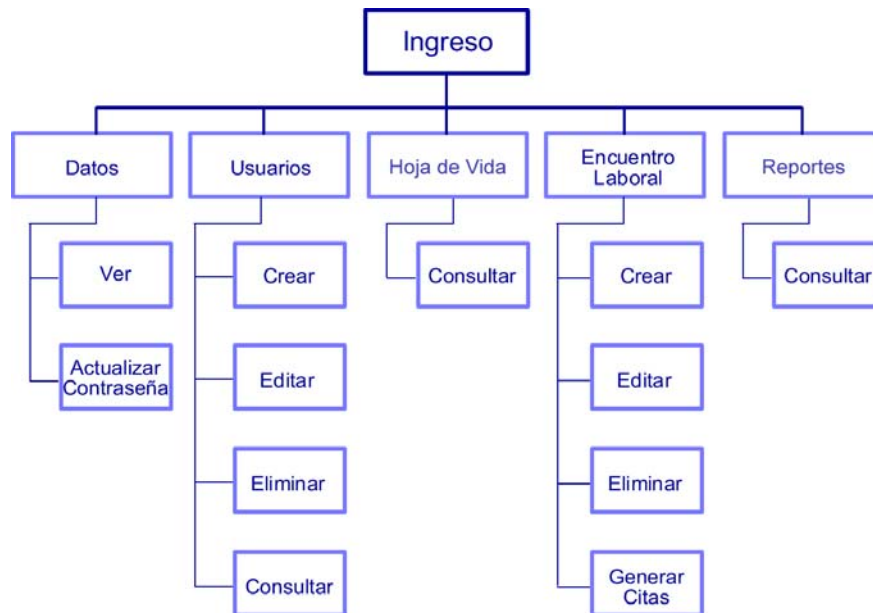 Ingreso
Datos
Usuarios
Hoja de Vida
Encuentro
Laboral
Reportes
Ver
Crear
Consultar
Crear
Consultar
Actualizar
Contraseña
Editar
Editar
Eliminar
Eliminar
Consultar
Generar
Citas